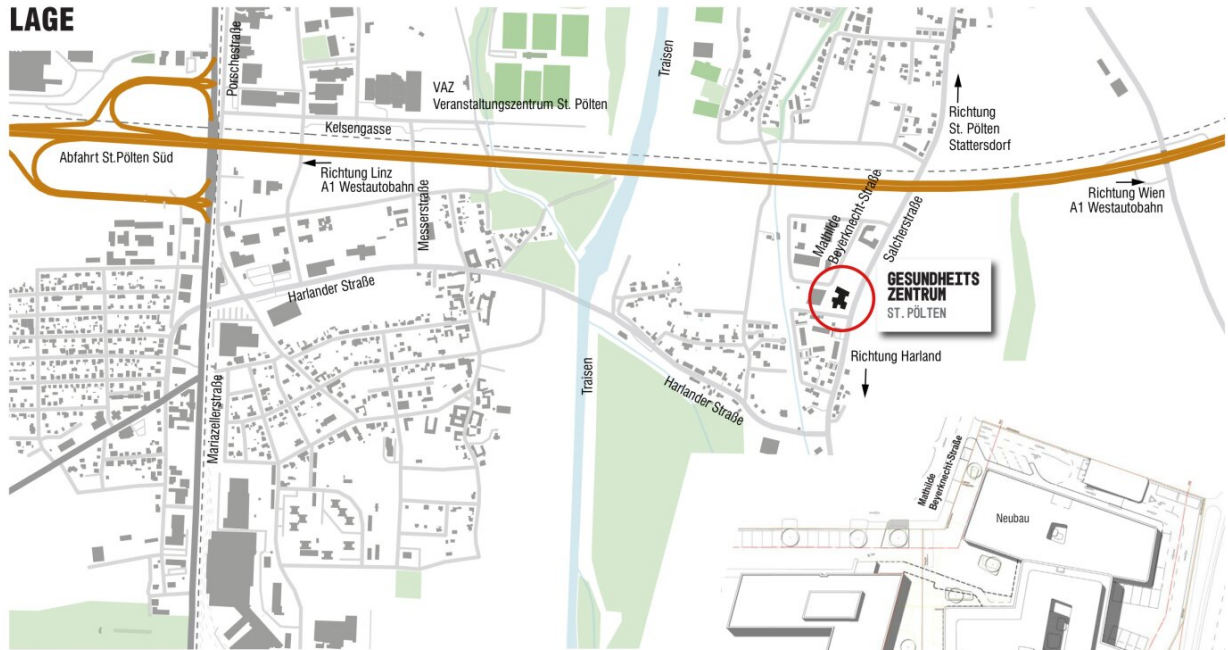 LAGE
Porschestraße
VAZ
Veranstaltungszentrum St. Pölten
Traisen
Richtung
St. Pölten
Stattersdorf
Kelsengasse
Abfahrt St.Pölten Süd
Richtung Linz
A1 Westautobahn
Messerstraße
Mathilde
Beyerknecht-Straße
Salcherstraße
Richtung Wien
A1 Westautobahn
Harlander Straße
GESUNDHEITS
ZENTRUM
ST. PÖLTEN
Richtung Harland
Traisen
Harlander Straße
Mariazellerstraße
Mathilde
Beyerknecht-Straße
Neubau